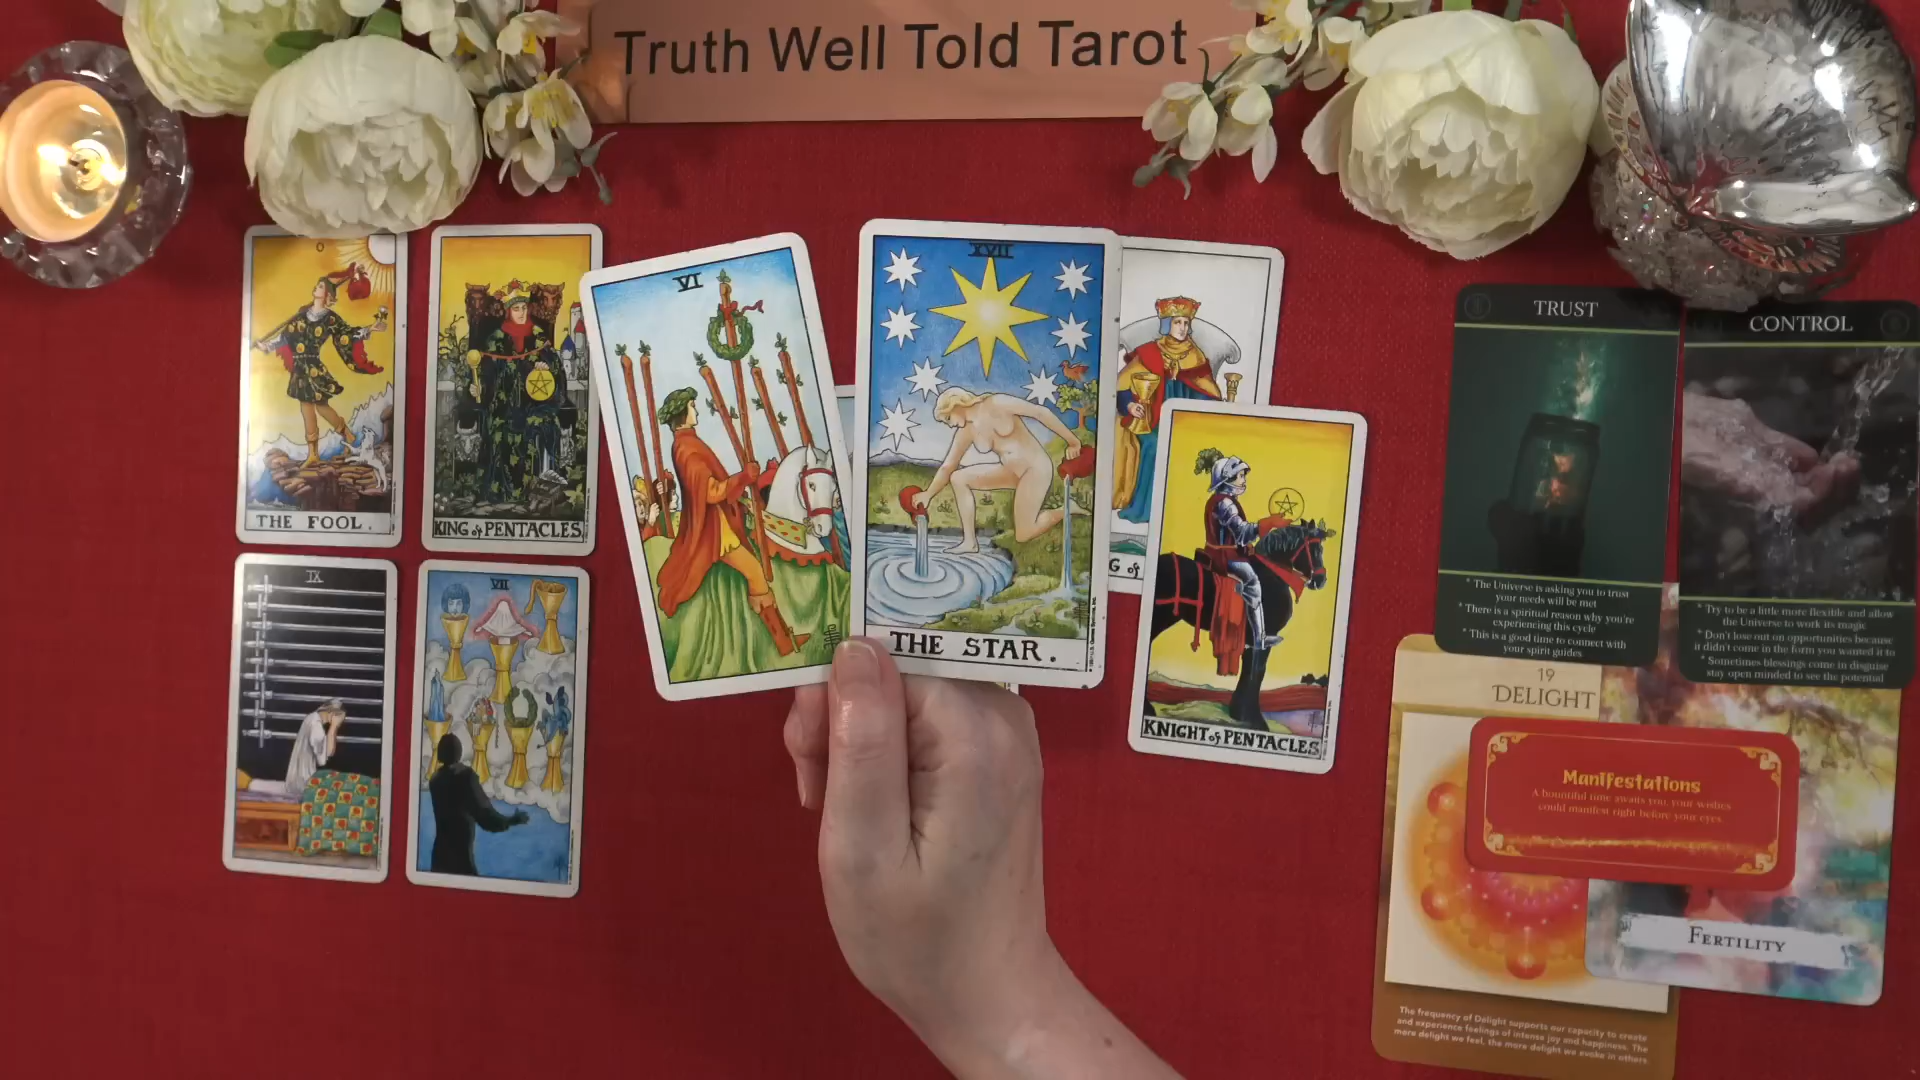 Truth Well Told Tarot
0
THE FOOL.
KING of PENTACLES
VI
XVII
THE STAR.
G of
KNIGHT of PENTACLES
IX
VII
TRUST
* The Universe is asking you to trust
your needs will be met
* There is a spiritual reason why you're
experiencing this cycle
* This is a good time to connect with
your spirit guides
CONTROL
* Try to be a little more flexible and allow
the Universe to work its magic
* Don't lose out on opportunities because
it didn't come in the form you wanted it to
* Sometimes blessings come in disguise
stay open minded to see the potential
19
DELIGHT
Manifestations
A bountiful time awaits you, your wishes
could manifest right before your eyes.
FERTILITY
The frequency of Delight supports our capacity to create
and experience feelings of intense joy and happiness. The
more delight we feel, the more delight we evoke in others